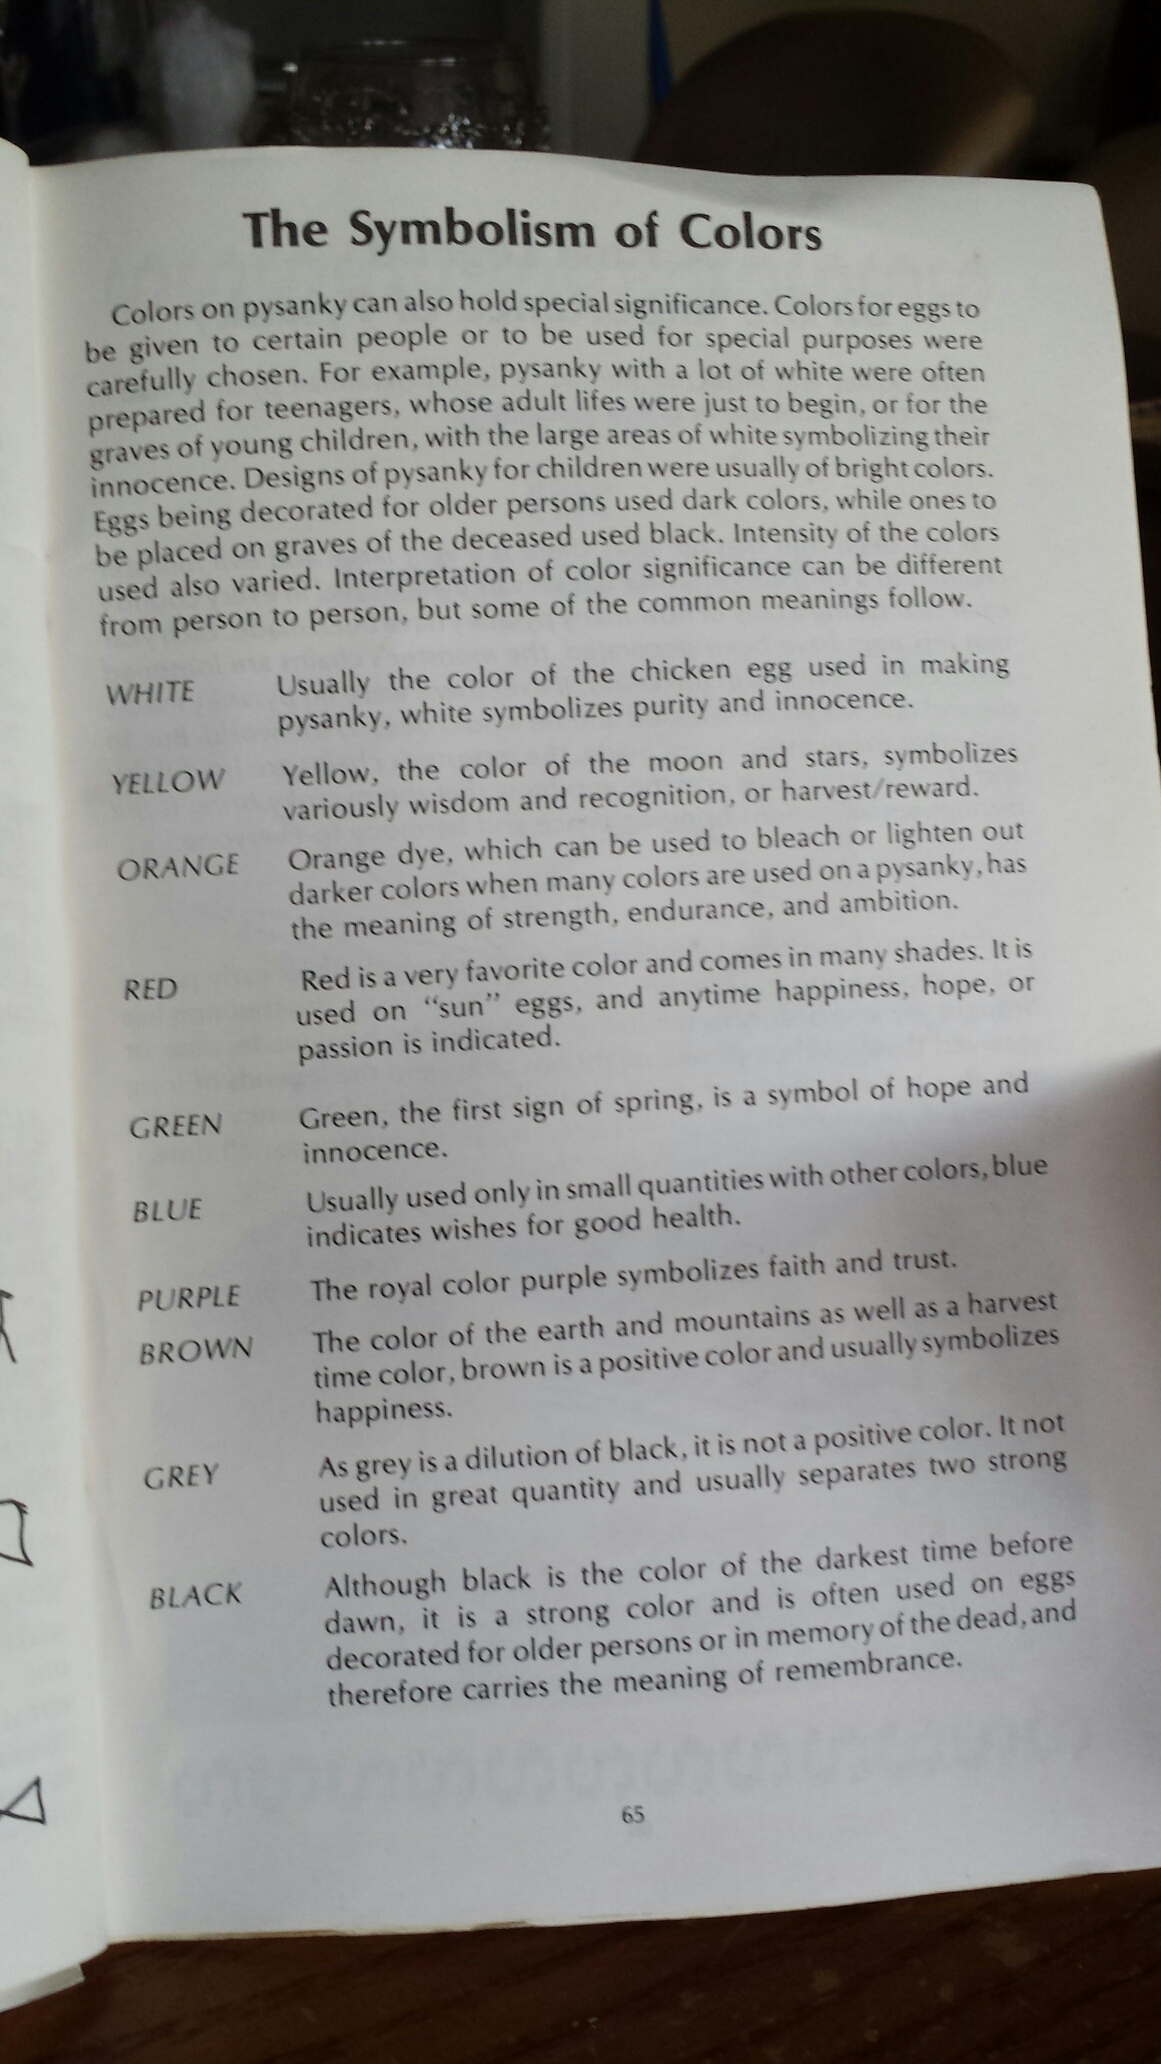 The Symbolism of Colors
Colors on pysanky can also hold special significance. Colors for eggs to
be given to certain people or to be used for special purposes were
carefully chosen. For example, pysanky with a lot of white were often
prepared for teenagers, whose adult lifes were just to begin, or for the
graves of young children, with the large areas of white symbolizing their
innocence. Designs of pysanky for children were usually of bright colors.
Eggs being decorated for older persons used dark colors, while ones to
be placed on graves of the deceased used black. Intensity of the colors
used also varied. Interpretation of color significance can be different
from person to person, but some of the common meanings follow.
WHITE Usually the color of the chicken egg used in making
pysanky, white symbolizes purity and innocence.
YELLOW Yellow, the color of the moon and stars, symbolizes
variously wisdom and recognition, or harvest/reward.
ORANGE Orange dye, which can be used to bleach or lighten out
darker colors when many colors are used on a pysanky, has
the meaning of strength, endurance, and ambition.
RED Red is a very favorite color and comes in many shades. It is
used on “sun” eggs, and anytime happiness, hope, or
passion is indicated.
GREEN Green, the first sign of spring, is a symbol of hope and
innocence.
BLUE Usually used only in small quantities with other colors, blue
indicates wishes for good health.
PURPLE The royal color purple symbolizes faith and trust.
BROWN The color of the earth and mountains as well as a harvest
time color, brown is a positive color and usually symbolizes
happiness.
GREY As grey is a dilution of black, it is not a positive color. It not
used in great quantity and usually separates two strong
colors.
BLACK Although black is the color of the darkest time before
dawn, it is a strong color and is often used on eggs
decorated for older persons or in memory of the dead, and
therefore carries the meaning of remembrance.
65